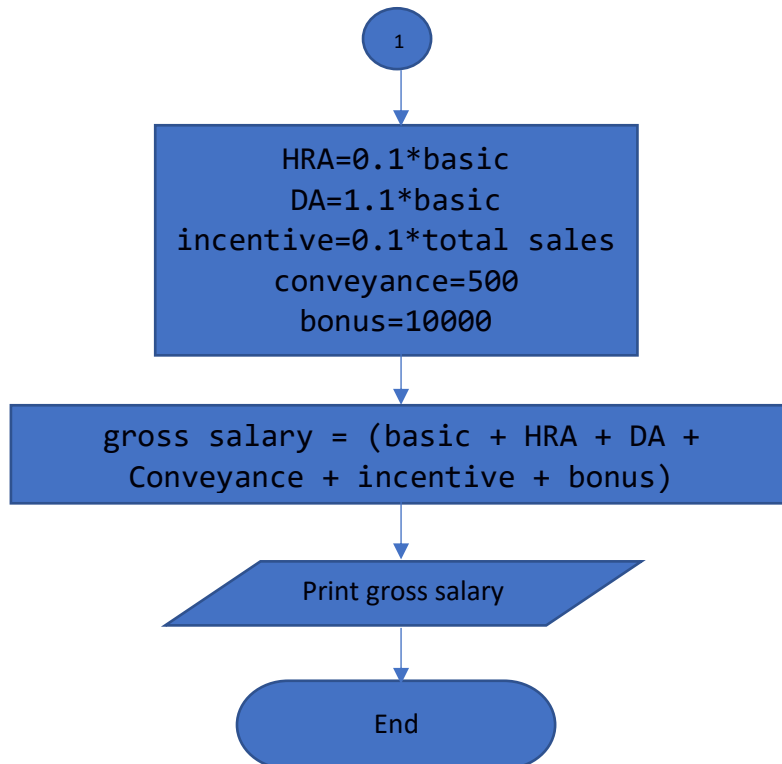 1
HRA=0.1*basic
DA=1.1*basic
incentive=0.1*total sales
conveyance=500
bonus=10000
gross salary = (basic + HRA + DA +
Conveyance + incentive + bonus)
Print gross salary
End